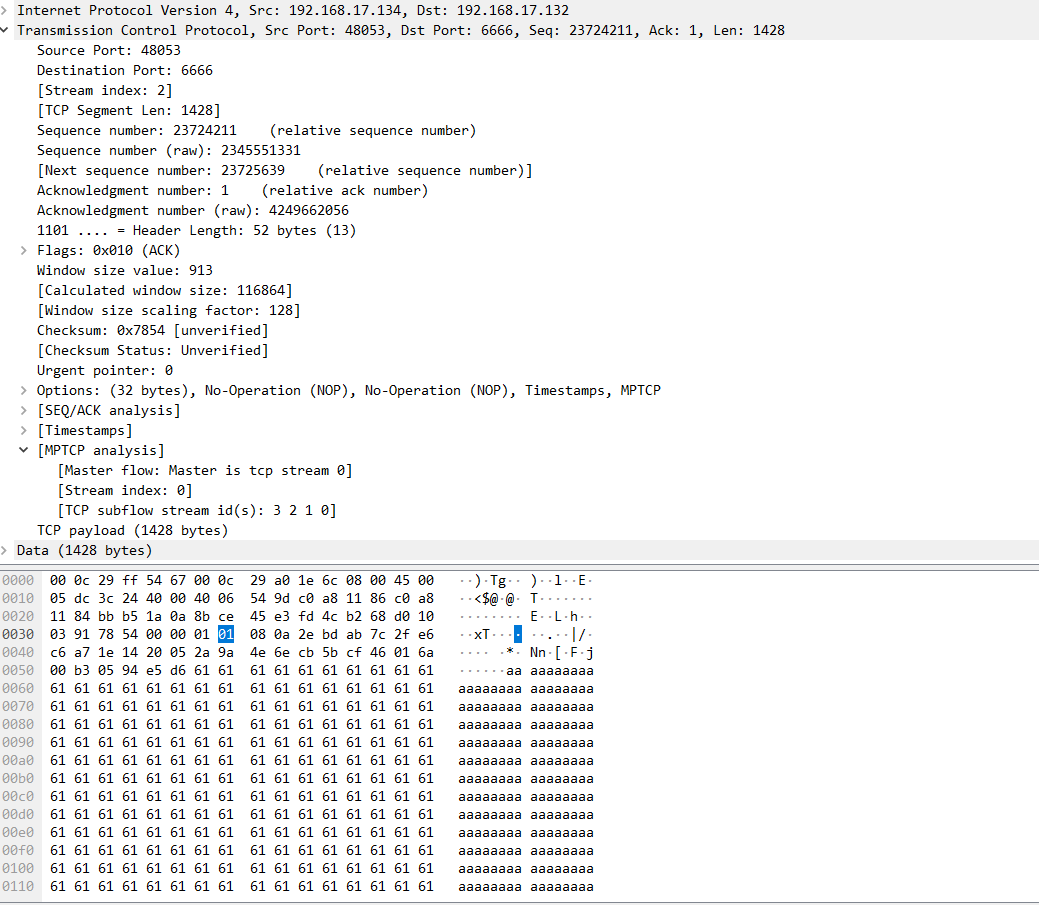 Internet Protocol Version 4, Src: 192.168.17.134, Dst: 192.168.17.132
Transmission Control Protocol, Src Port: 48053, Dst Port: 6666, Seq: 23724211, Ack: 1, Len: 1428
Source Port: 48053
Destination Port: 6666
[Stream index: 2]
[TCP Segment Len: 1428]
Sequence number: 23724211    (relative sequence number)
Sequence number (raw): 2345551331
[Next sequence number: 23725639    (relative sequence number)]
Acknowledgment number: 1    (relative ack number)
Acknowledgment number (raw): 4249662056
1101 .... = Header Length: 52 bytes (13)
Flags: 0x010 (ACK)
Window size value: 913
[Calculated window size: 116864]
[Window size scaling factor: 128]
Checksum: 0x7854 [unverified]
[Checksum Status: Unverified]
Urgent pointer: 0
Options: (32 bytes), No-Operation (NOP), No-Operation (NOP), Timestamps, MPTCP
[SEQ/ACK analysis]
[Timestamps]
[MPTCP analysis]
[Master flow: Master is tcp stream 0]
[Stream index: 0]
[TCP subflow stream id(s): 3 2 1 0]
TCP payload (1428 bytes)
Data (1428 bytes)
0000 00 0c 29 ff 54 67 00 0c 29 a0 1e 6c 08 00 45 00 ··)·Tg·· )··l··E·
0010 05 dc 3c 24 40 00 40 06 54 9d c0 a8 11 86 c0 a8 ··<$@·@· T·······
0020 11 84 bb b5 1a 0a 8b ce 45 e3 fd 4c b2 68 d0 10 ········ E··L·h··
0030 03 91 78 54 00 00 01 01 08 0a 2e bd ab 7c 2f e6 ··xT···· ··.··|/·
0040 c6 a7 1e 14 20 05 2a 9a 4e 6e cb 5b cf 46 01 6a ···· ·*· Nn·[·F·j
0050 00 b3 05 94 e5 d6 61 61 61 61 61 61 61 61 61 61 ······aa aaaaaaaa
0060 61 61 61 61 61 61 61 61 61 61 61 61 61 61 61 61 aaaaaaaa aaaaaaaa
0070 61 61 61 61 61 61 61 61 61 61 61 61 61 61 61 61 aaaaaaaa aaaaaaaa
0080 61 61 61 61 61 61 61 61 61 61 61 61 61 61 61 61 aaaaaaaa aaaaaaaa
0090 61 61 61 61 61 61 61 61 61 61 61 61 61 61 61 61 aaaaaaaa aaaaaaaa
00a0 61 61 61 61 61 61 61 61 61 61 61 61 61 61 61 61 aaaaaaaa aaaaaaaa
00b0 61 61 61 61 61 61 61 61 61 61 61 61 61 61 61 61 aaaaaaaa aaaaaaaa
00c0 61 61 61 61 61 61 61 61 61 61 61 61 61 61 61 61 aaaaaaaa aaaaaaaa
00d0 61 61 61 61 61 61 61 61 61 61 61 61 61 61 61 61 aaaaaaaa aaaaaaaa
00e0 61 61 61 61 61 61 61 61 61 61 61 61 61 61 61 61 aaaaaaaa aaaaaaaa
00f0 61 61 61 61 61 61 61 61 61 61 61 61 61 61 61 61 aaaaaaaa aaaaaaaa
0100 61 61 61 61 61 61 61 61 61 61 61 61 61 61 61 61 aaaaaaaa aaaaaaaa
0110 61 61 61 61 61 61 61 61 61 61 61 61 61 61 61 61 aaaaaaaa aaaaaaaa